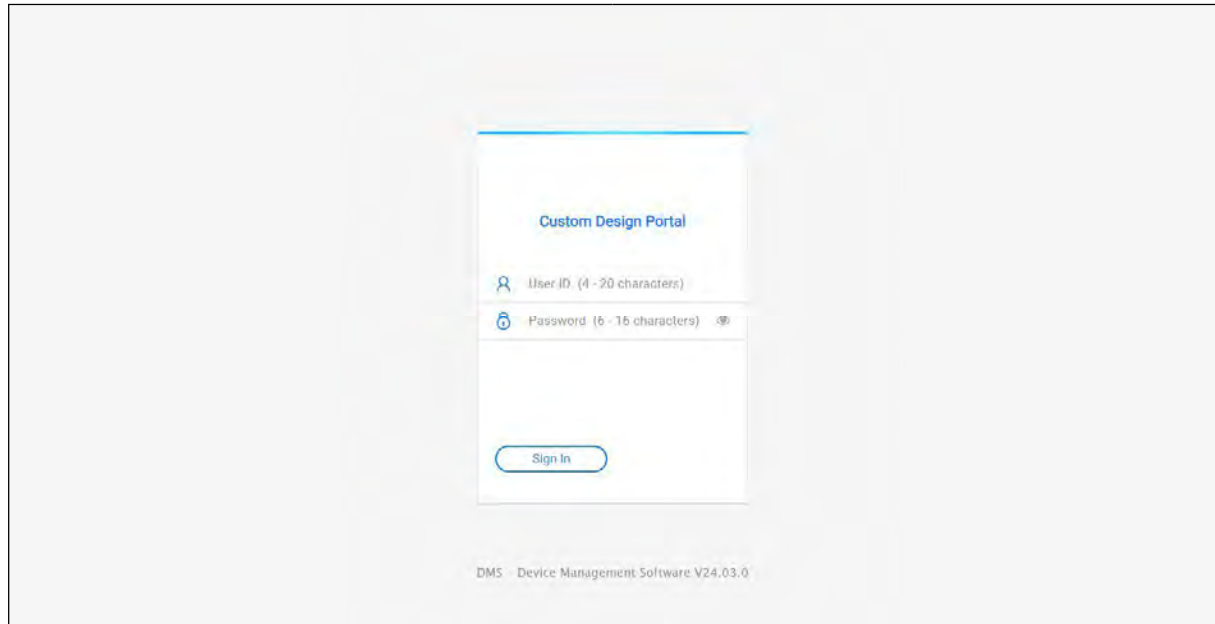 Custom Design Portal
User ID (4 - 20 characters)
Password (6 - 16 characters)
Sign In
DMS - Device Management Software V24.03.0